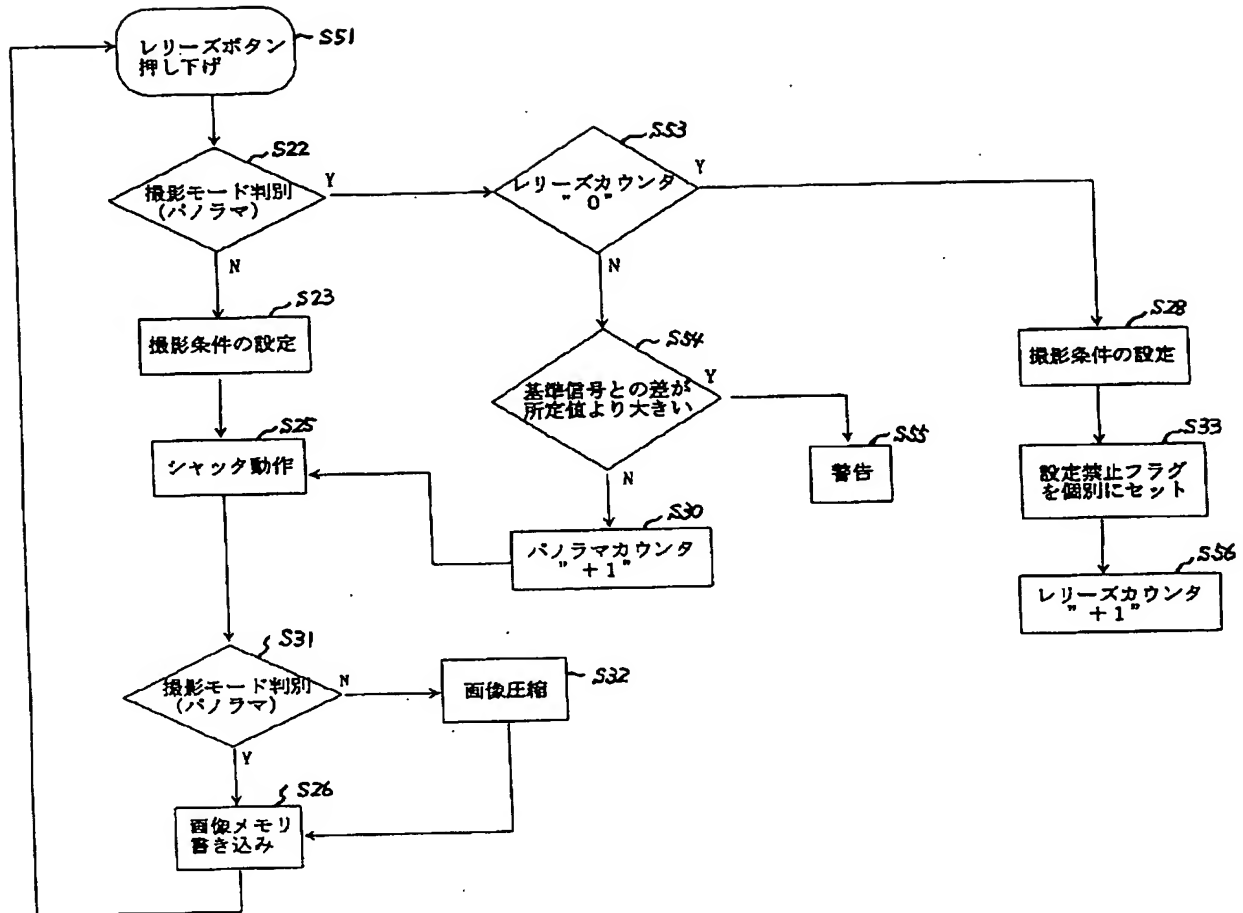 レリーズボタン
押し下げ
S51
S22
撮影モード判別
(パノラマ)
Y
N
S53
レリーズカウンタ
"0"
Y
N
S23
撮影条件の設定
S54
基準信号との差が
所定値より大きい
Y
N
S28
撮影条件の設定
S25
シャッタ動作
S55
警告
S33
設定禁止フラグ
を個別にセット
S30
パノラマカウンタ
"+1"
S56
レリーズカウンタ
"+1"
S31
撮影モード判別
(パノラマ)
N
Y
S32
画像圧縮
S26
画像メモリ
書き込み